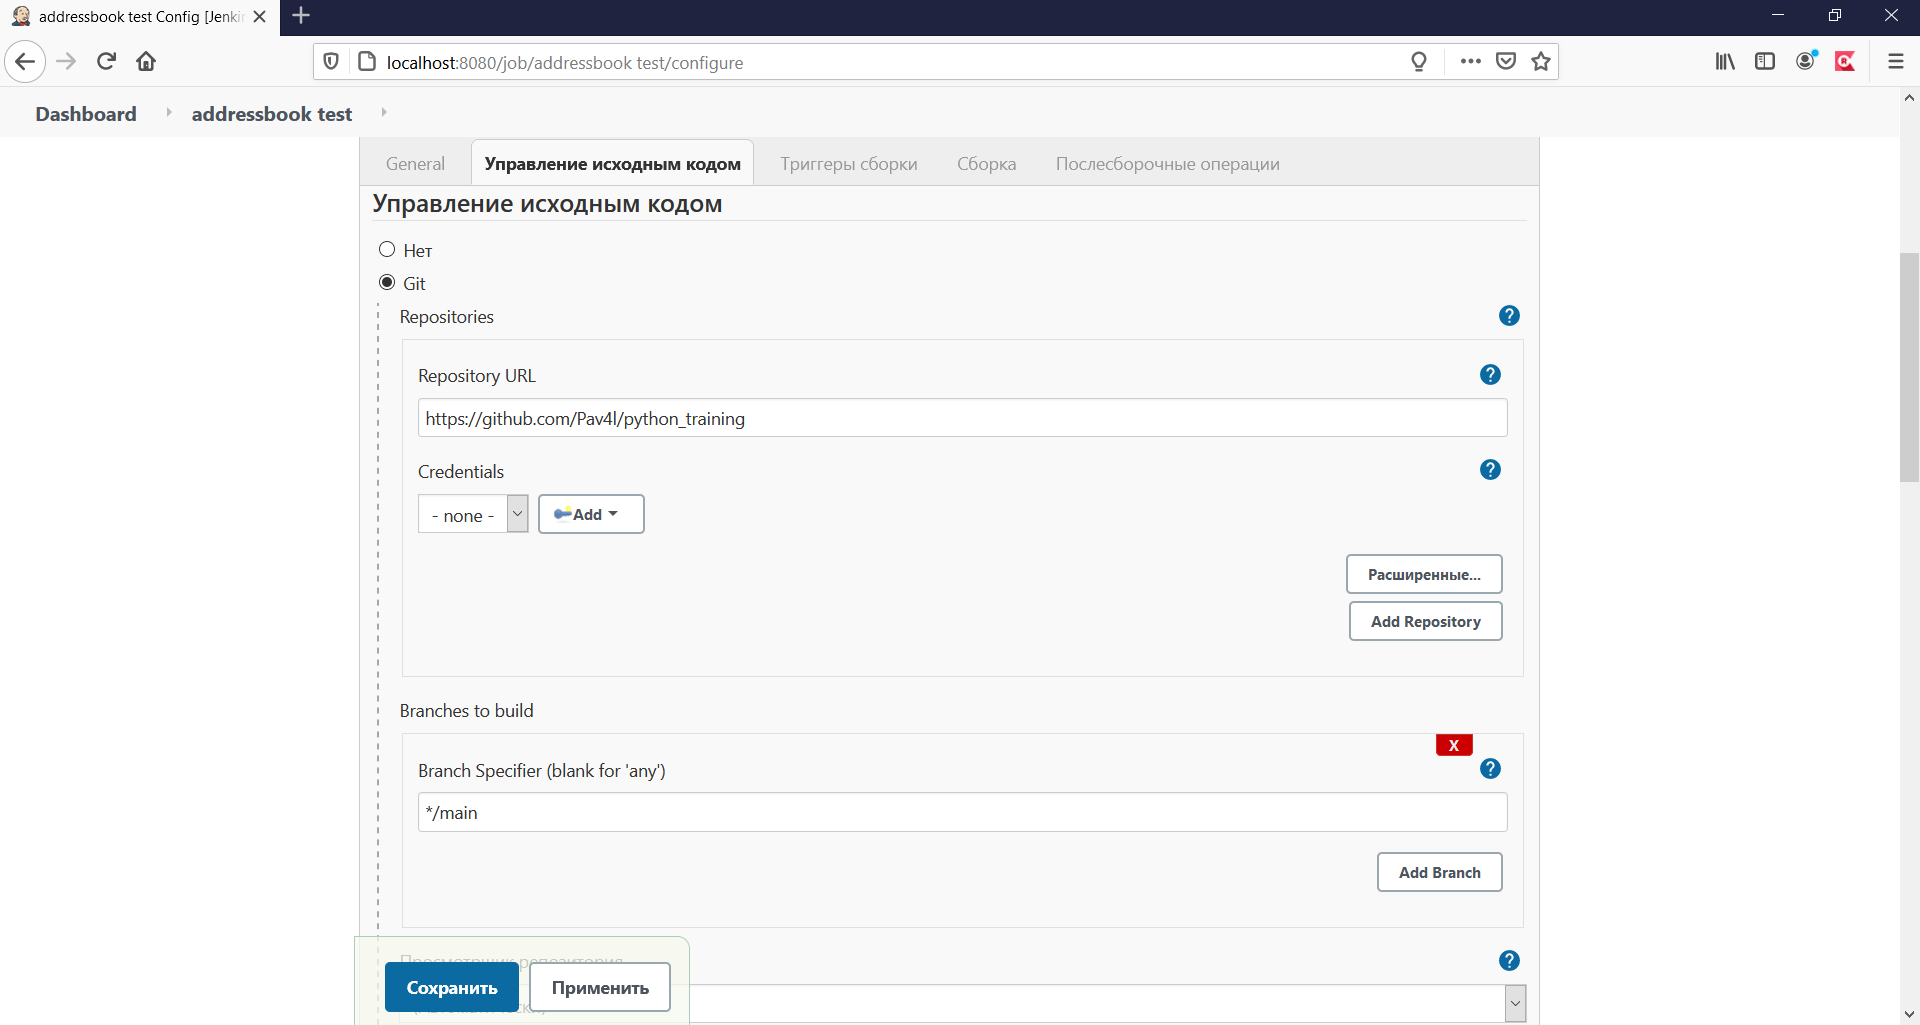 addressbook test Config [Jenki
localhost:8080/job/addressbook test/configure
Dashboard
addressbook test
General
Управление исходным кодом
Триггеры сборки
Сборка
Послесборочные операции
Управление исходным кодом
Нет
Git
Repositories
?
Repository URL
?
https://github.com/Pav4l/python_training
Credentials
?
- none -
Add
Расширенные...
Add Repository
Branches to build
X
Branch Specifier (blank for 'any')
?
*/main
Add Branch
Просмотрщик репозитория
?
Сохранить
Применить